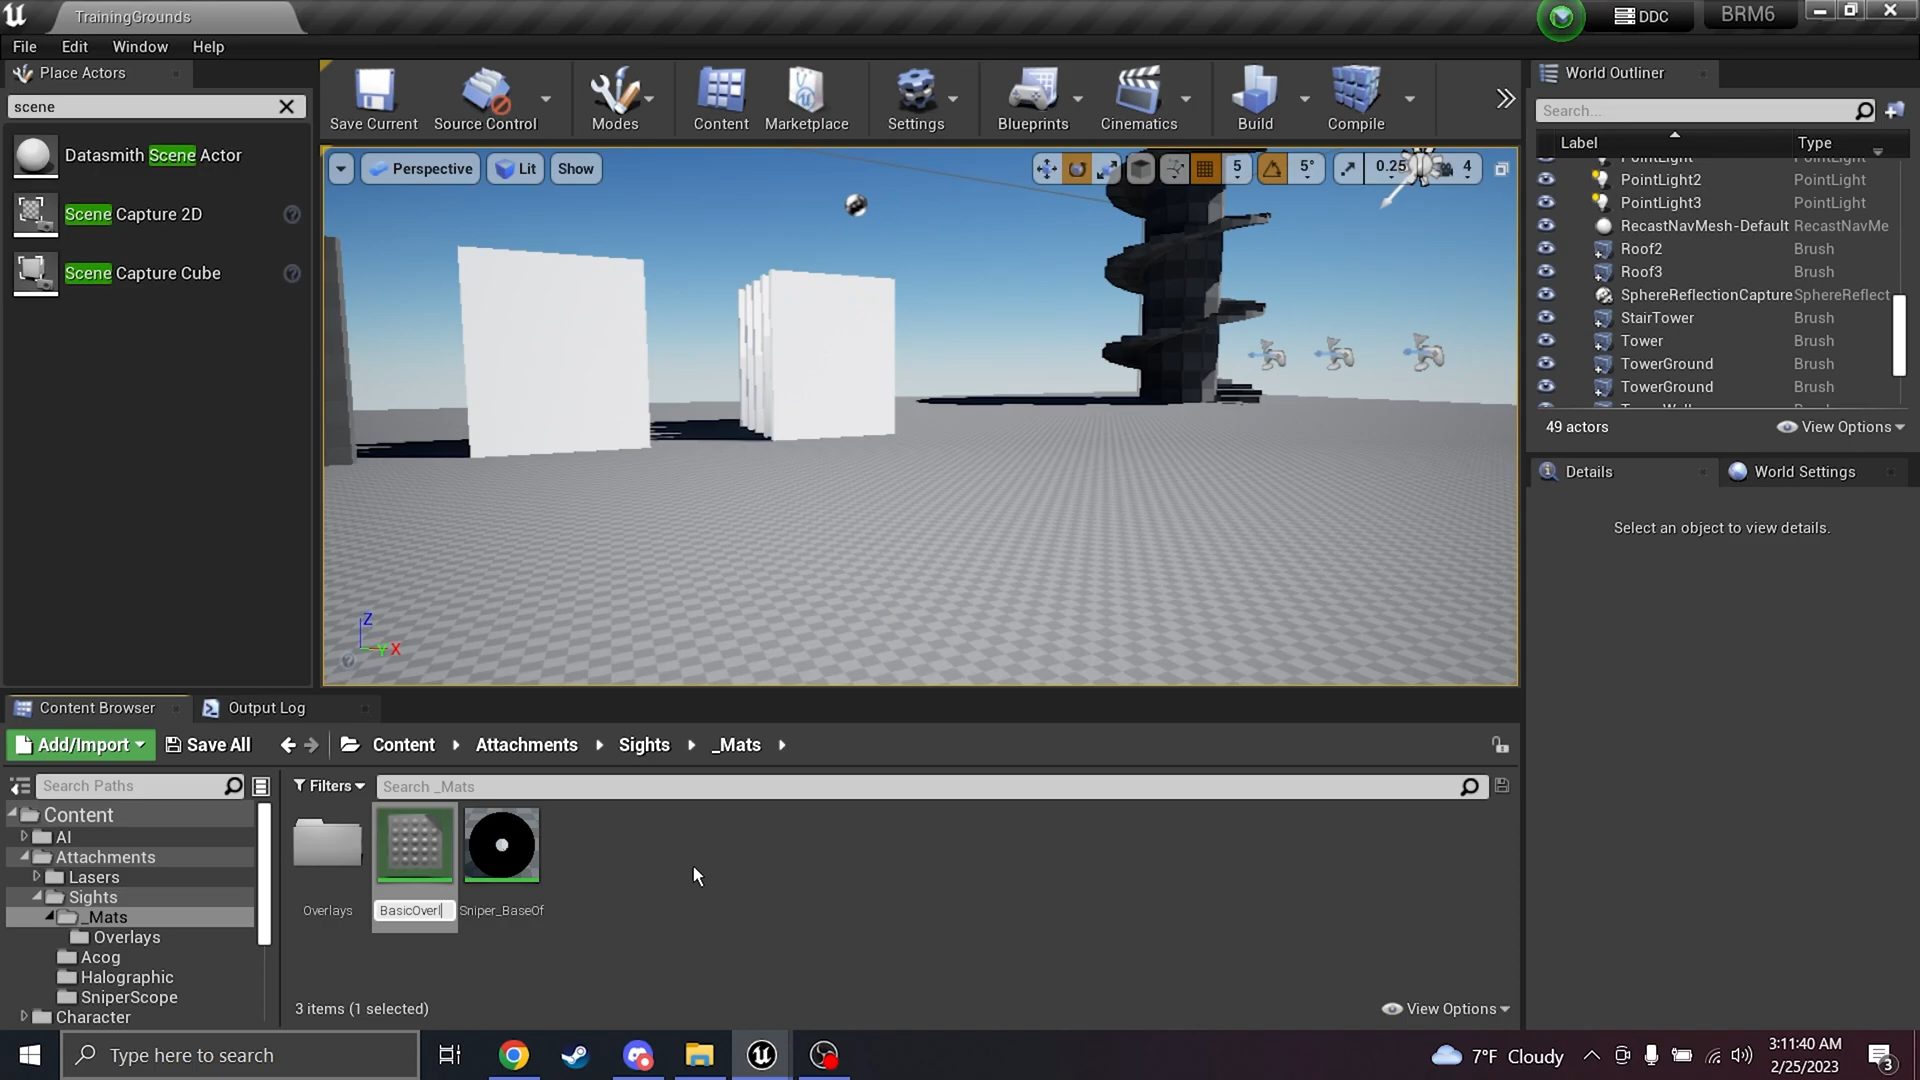 TrainingGrounds
DDC
BRM6
File Edit Window Help
Place Actors
scene
Datasmith Scene Actor
Scene Capture 2D
Scene Capture Cube
Save Current
Source Control
Modes
Content
Marketplace
Settings
Blueprints
Cinematics
Build
Compile
Perspective
Lit
Show
5
5°
0.25
4
Z
Y
X
World Outliner
Search...
Label
Type
PointLight PointLight
PointLight2 PointLight
PointLight3 PointLight
RecastNavMesh-Default RecastNavMe
Roof2 Brush
Roof3 Brush
SphereReflectionCapture SphereReflect
StairTower Brush
Tower Brush
TowerGround Brush
TowerGround Brush
49 actors
View Options
Details
World Settings
Select an object to view details.
Content Browser
Output Log
Add/Import
Save All
Content
Attachments
Sights
_Mats
Search Paths
Filters
Search _Mats
Content
AI
Attachments
Lasers
Sights
_Mats
Overlays
Acog
Halographic
SniperScope
Character
Overlays
BasicOverl
Sniper_BaseOf
3 items (1 selected)
View Options
Type here to search
7°F Cloudy
3:11:40 AM
2/25/2023
3